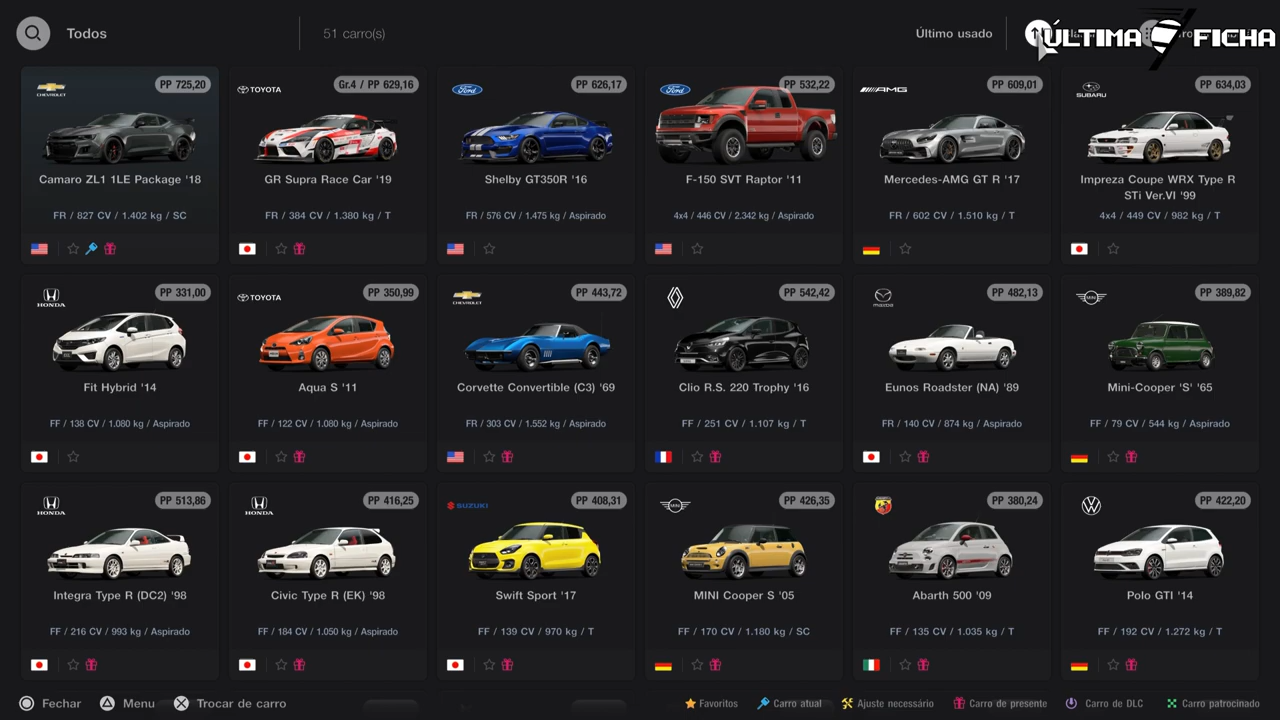 Todos
51 carro(s)
Último usado
ÚLTIMA FICHA
CHEVROLET
PP 725,20
Camaro ZL1 1LE Package '18
FR / 827 CV / 1.402 kg / SC
TOYOTA
Gr.4 / PP 629,16
GR Supra Race Car '19
FR / 384 CV / 1.380 kg / T
Ford
PP 626,17
Shelby GT350R '16
FR / 576 CV / 1.475 kg / Aspirado
Ford
PP 532,22
F-150 SVT Raptor '11
4x4 / 446 CV / 2.342 kg / Aspirado
AMG
PP 609,01
Mercedes-AMG GT R '17
FR / 602 CV / 1.510 kg / T
SUBARU
PP 634,03
Impreza Coupe WRX Type R
STi Ver.VI '99
4x4 / 449 CV / 982 kg / T
HONDA
PP 331,00
Fit Hybrid '14
FF / 138 CV / 1.080 kg / Aspirado
TOYOTA
PP 350,99
Aqua S '11
FF / 122 CV / 1.080 kg / Aspirado
CHEVROLET
PP 443,72
Corvette Convertible (C3) '69
FR / 303 CV / 1.552 kg / Aspirado
PP 542,42
Clio R.S. 220 Trophy '16
FF / 251 CV / 1.107 kg / T
mazda
PP 482,13
Eunos Roadster (NA) '89
FR / 140 CV / 874 kg / Aspirado
MINI
PP 389,82
Mini-Cooper 'S' '65
FF / 79 CV / 544 kg / Aspirado
HONDA
PP 513,86
Integra Type R (DC2) '98
FF / 216 CV / 993 kg / Aspirado
HONDA
PP 416,25
Civic Type R (EK) '98
FF / 184 CV / 1.050 kg / Aspirado
SUZUKI
PP 408,31
Swift Sport '17
FF / 139 CV / 970 kg / T
MINI
PP 426,35
MINI Cooper S '05
FF / 170 CV / 1.180 kg / SC
PP 380,24
Abarth 500 '09
FF / 135 CV / 1.035 kg / T
PP 422,20
Polo GTI '14
FF / 192 CV / 1.272 kg / T
Fechar
Menu
Trocar de carro
Favoritos
Carro atual
Ajuste necessário
Carro de presente
Carro de DLC
Carro patrocinado